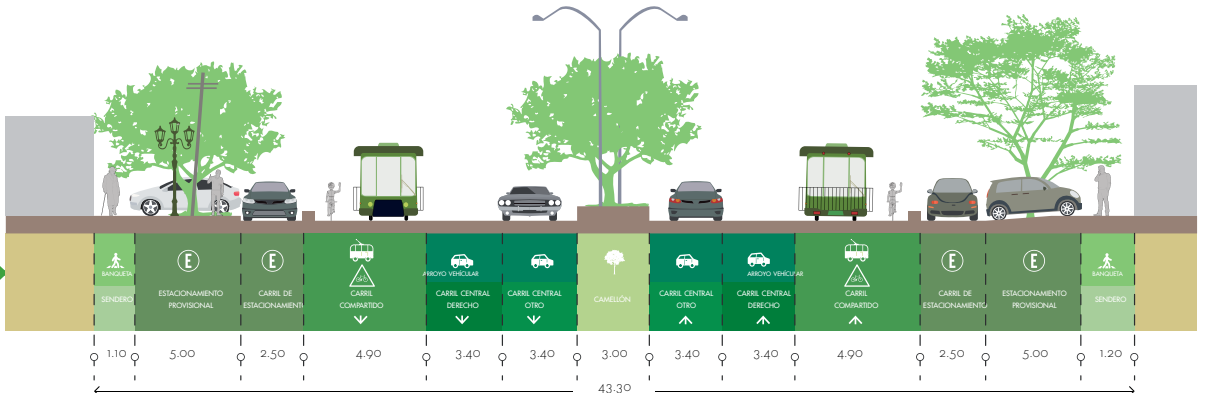 E
E
E
E
BANQUETA
ARROYO VEHÍCULAR
ARROYO VEHÍCULAR
BANQUETA
SENDERO
ESTACIONAMIENTO
PROVISIONAL
CARRIL DE
ESTACIONAMIENTO
CARRIL
COMPARTIDO
CARRIL CENTRAL
DERECHO
CARRIL CENTRAL
OTRO
CAMELLÓN
CARRIL CENTRAL
OTRO
CARRIL CENTRAL
DERECHO
CARRIL
COMPARTIDO
CARRIL DE
ESTACIONAMIENTO
ESTACIONAMIENTO
PROVISIONAL
SENDERO
1.10
5.00
2.50
4.90
3.40
3.40
3.00
3.40
3.40
4.90
2.50
5.00
1.20
43.30